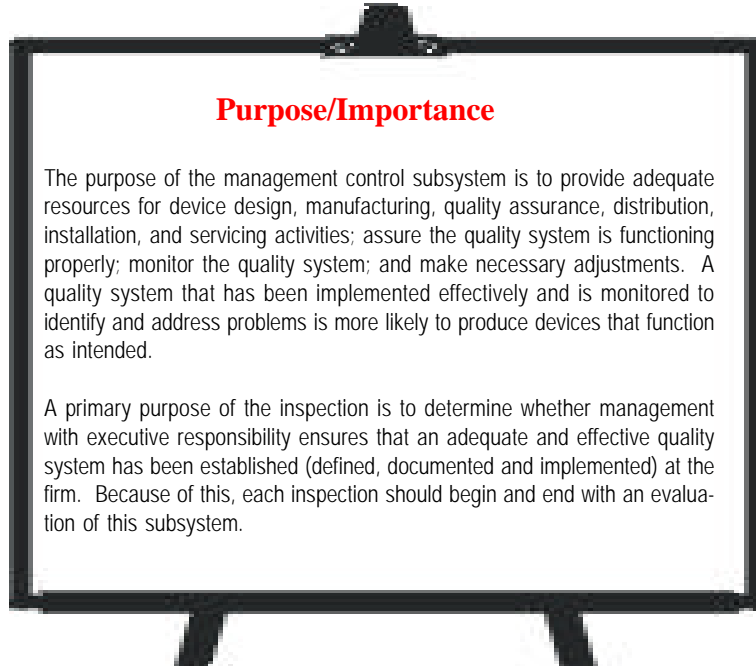 Purpose/Importance
The purpose of the management control subsystem is to provide adequate
resources for device design, manufacturing, quality assurance, distribution,
installation, and servicing activities; assure the quality system is functioning
properly; monitor the quality system; and make necessary adjustments. A
quality system that has been implemented effectively and is monitored to
identify and address problems is more likely to produce devices that function
as intended.
A primary purpose of the inspection is to determine whether management
with executive responsibility ensures that an adequate and effective quality
system has been established (defined, documented and implemented) at the
firm. Because of this, each inspection should begin and end with an evalua-
tion of this subsystem.